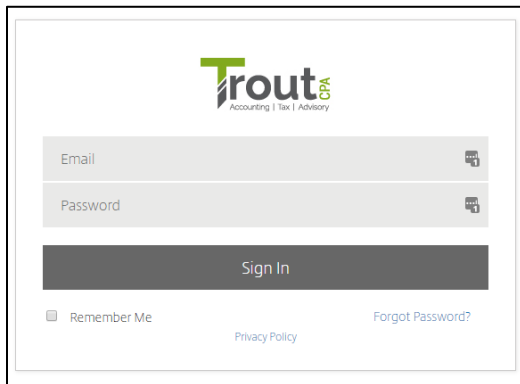 Trout CPA
Accounting | Tax | Advisory
Email
Password
Sign In
Remember Me
Forgot Password?
Privacy Policy